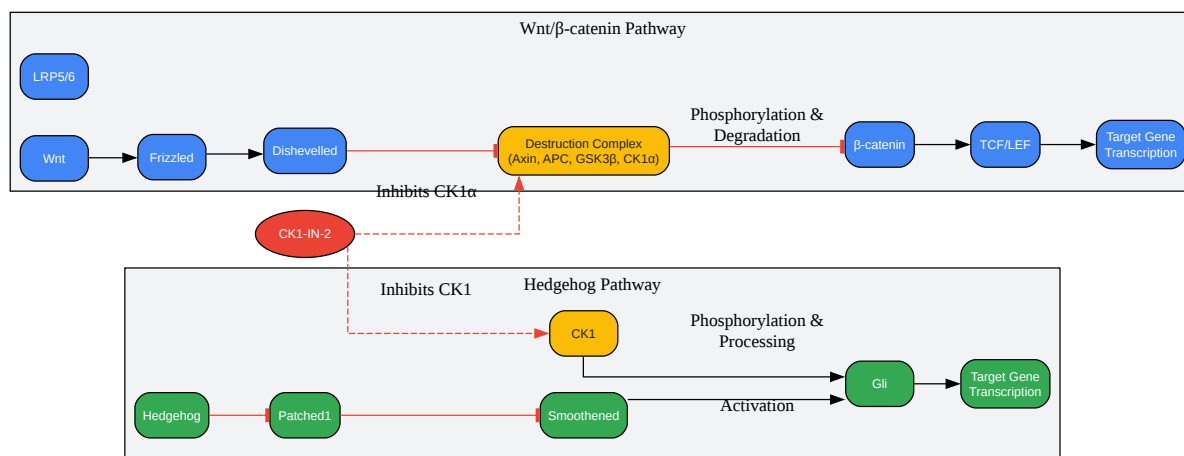 Wnt/β-catenin Pathway
LRP5/6
Wnt
Frizzled
Dishevelled
Destruction Complex
(Axin, APC, GSK3β, CK1α)
Phosphorylation &
Degradation
β-catenin
TCF/LEF
Target Gene
Transcription
Inhibits CK1α
CK1-IN-2
Inhibits CK1
Hedgehog Pathway
CK1
Phosphorylation &
Processing
Hedgehog
Patched1
Smoothened
Activation
Gli
Target Gene
Transcription